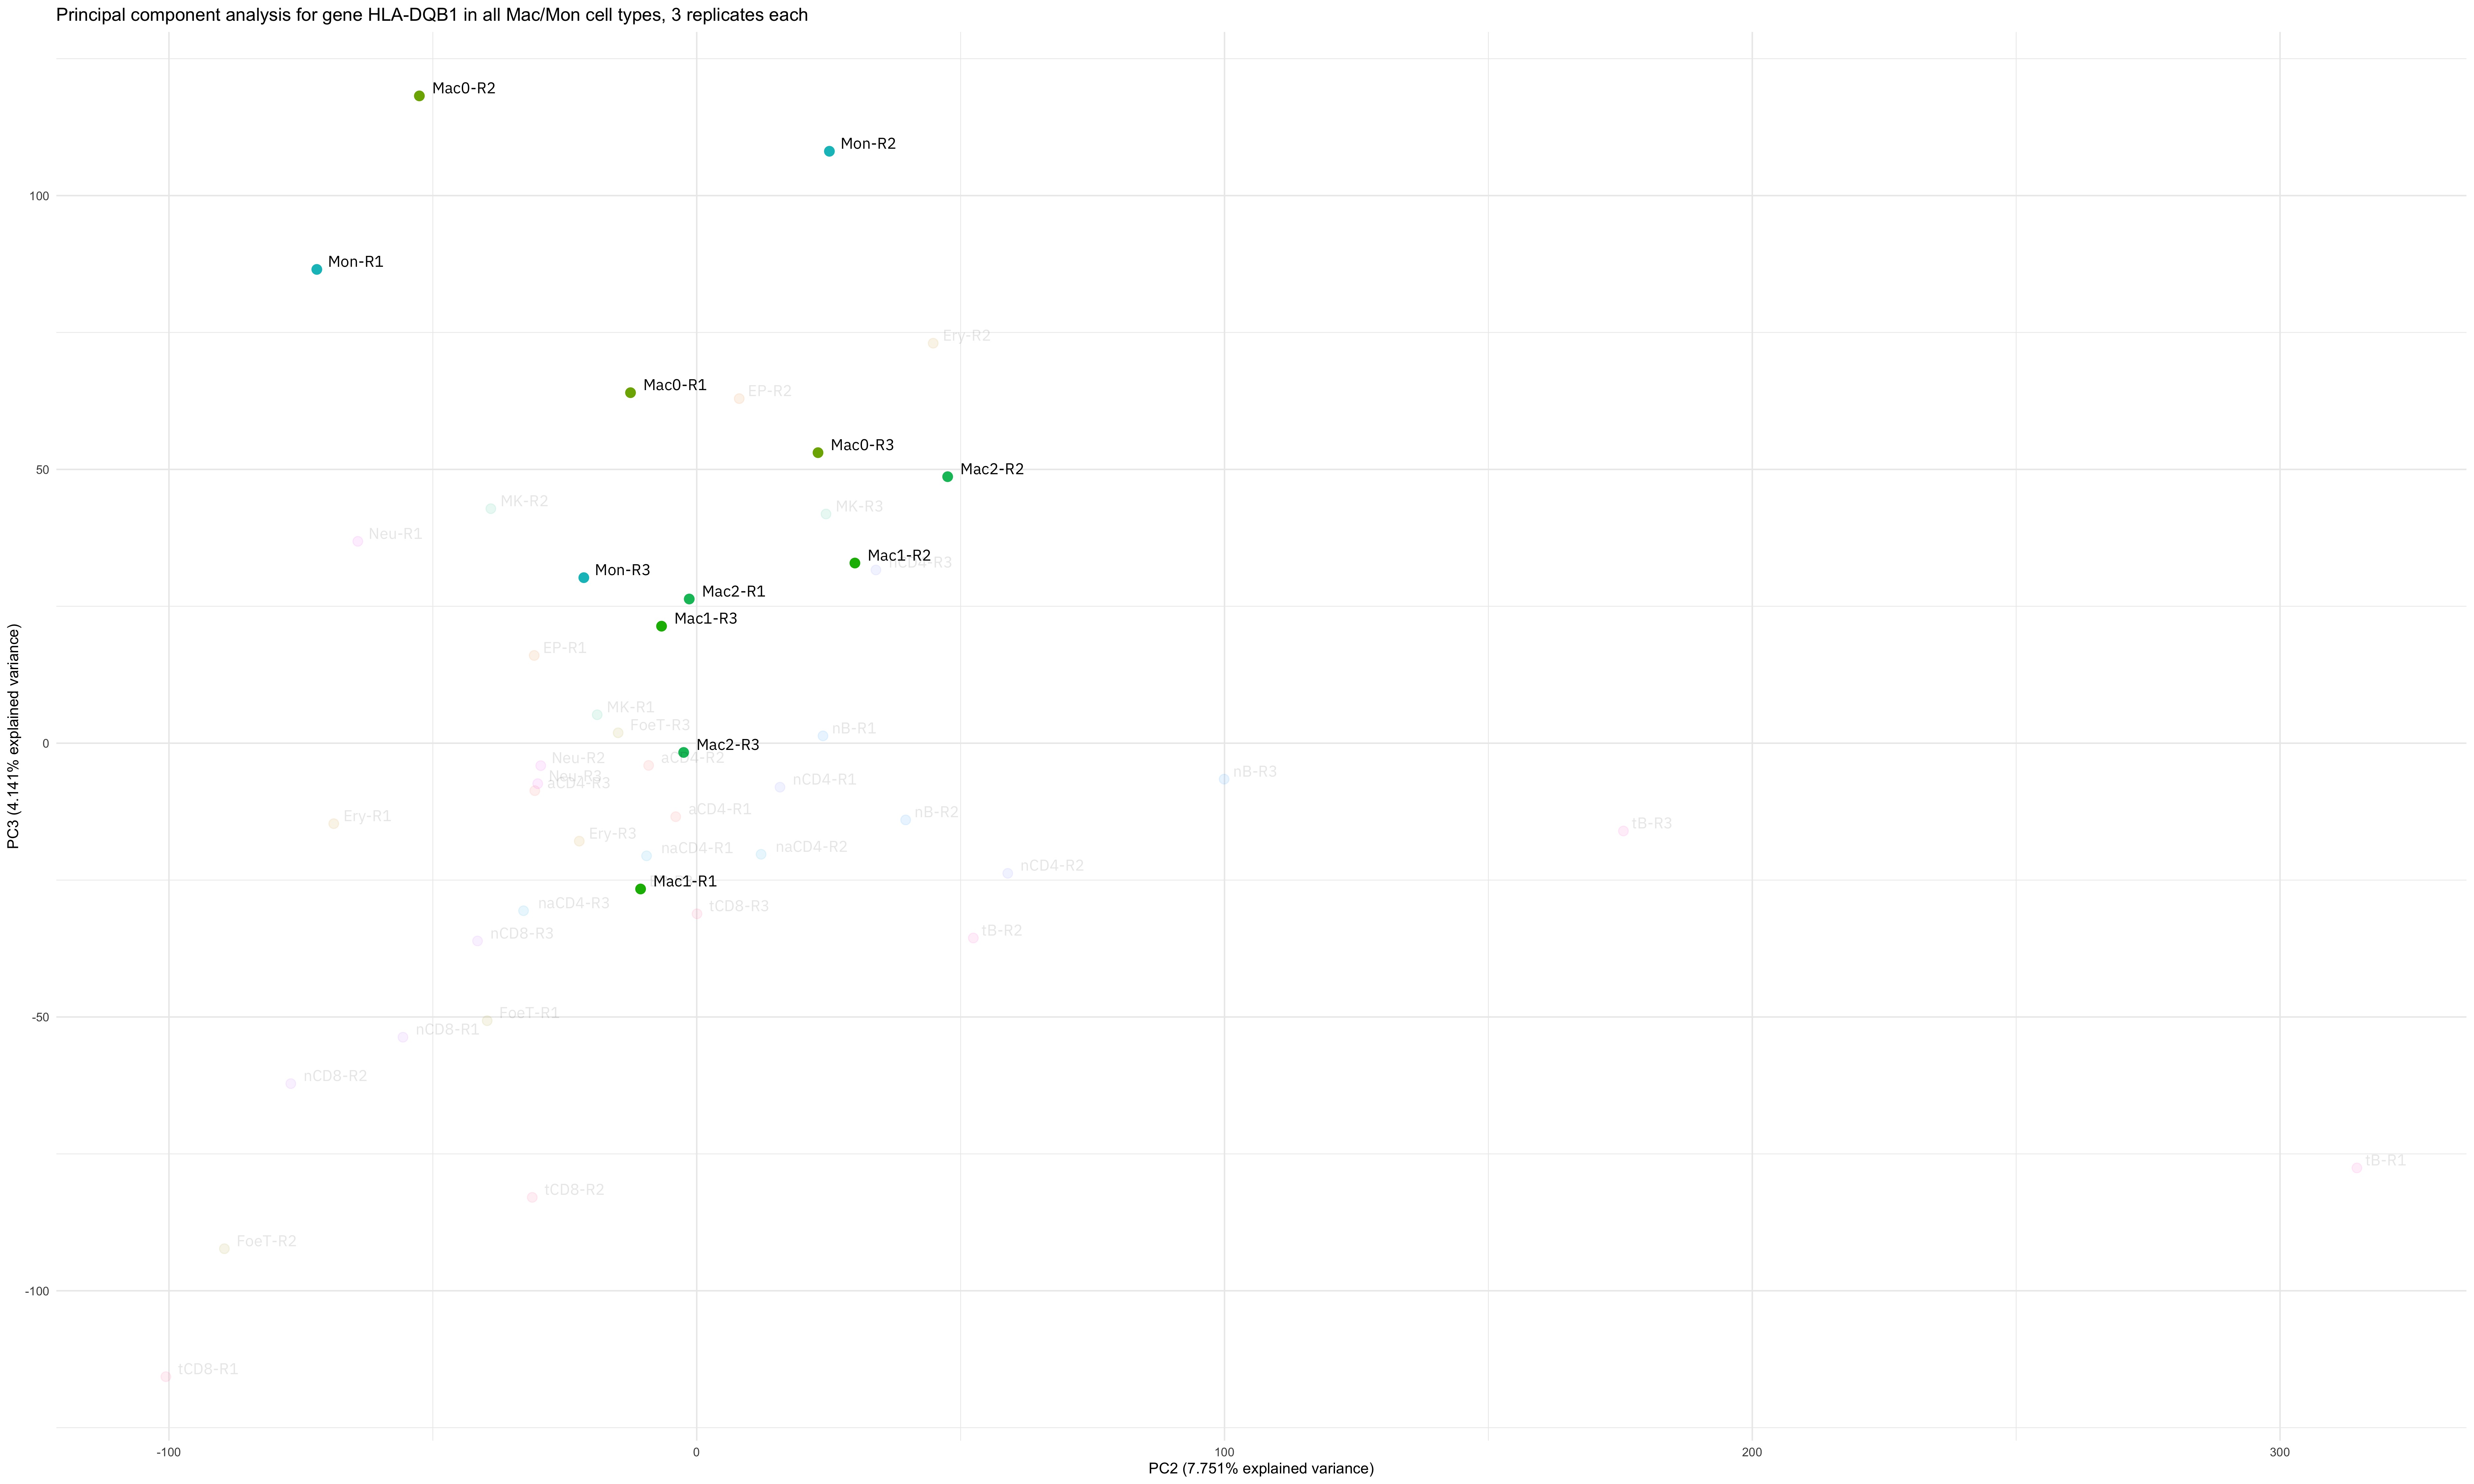 Principal component analysis for gene HLA-DQB1 in all Mac/Mon cell types, 3 replicates each
Mac0-R2
Mon-R2
100
Mon-R1
Ery-R2
Mac0-R1
EP-R2
Mac0-R3
50
Mac2-R2
MK-R2
MK-R3
Neu-R1
Mac1-R2
nCD4-R3
Mon-R3
Mac2-R1
Mac1-R3
EP-R1
MK-R1
FoeT-R3
nB-R1
0
Mac2-R3
Neu-R2
aCD4-R2
nB-R3
Neu-R3
aCD4-R3
nCD4-R1
aCD4-R1
nB-R2
Ery-R1
tB-R3
Ery-R3
naCD4-R1
naCD4-R2
nCD4-R2
Mac1-R1
naCD4-R3
tCD8-R3
nCD8-R3
tB-R2
FoeT-R1
-50
nCD8-R1
nCD8-R2
tB-R1
tCD8-R2
FoeT-R2
-100
tCD8-R1
-100
0
100
200
300
PC2 (7.751% explained variance)
PC3 (4.141% explained variance)